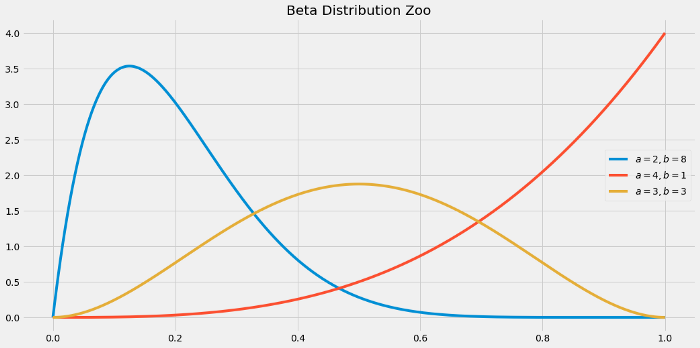 Beta Distribution Zoo
4.0
3.5
3.0
2.5
2.0
1.5
1.0
0.5
0.0
a = 2, b = 8
a = 4, b = 1
a = 3, b = 3
0.0 0.2 0.4 0.6 0.8 1.0